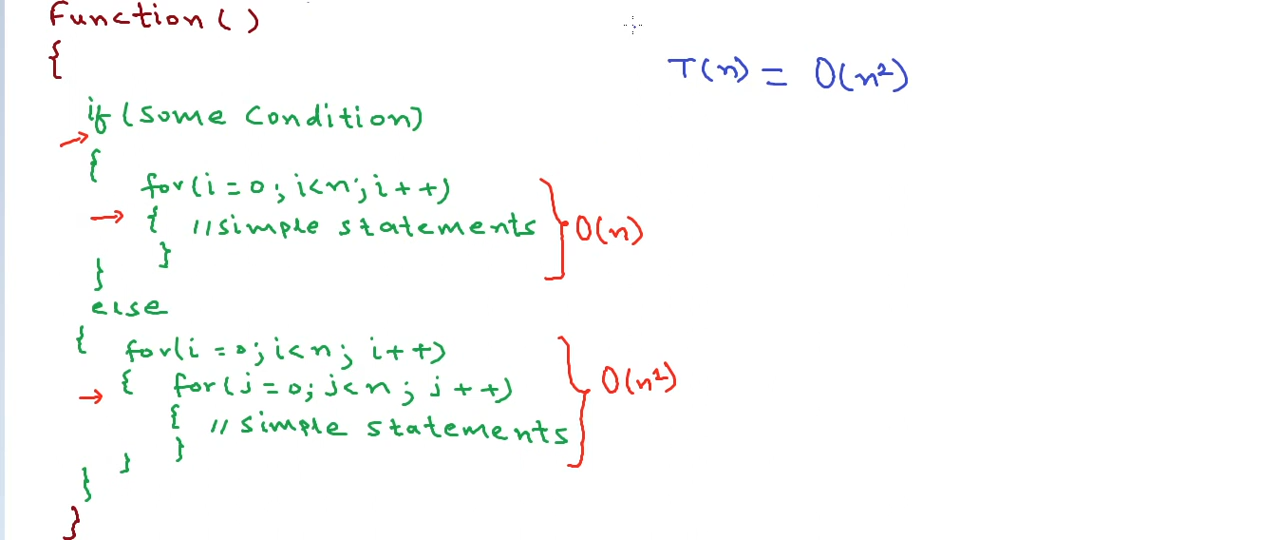 Function()
T(n) = O(n²)
{
if (Some Condition)
{
for(i=0; i<n; i++)
{ //simple statements
} O(n)
}
else
{ for(i=0; i<n; i++)
{ for(j=0; j<n; j++) O(n²)
{ //simple statements
}
}
}
}